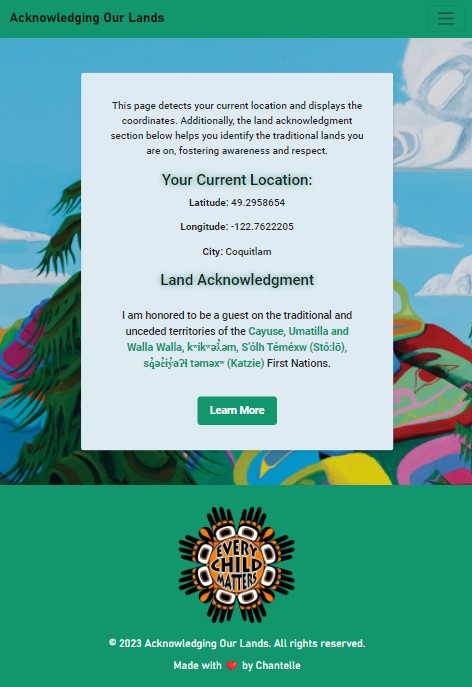 Acknowledging Our Lands
This page detects your current location and displays the
coordinates. Additionally, the land acknowledgment
section below helps you identify the traditional lands you
are on, fostering awareness and respect.
Your Current Location:
Latitude: 49.2958654
Longitude: -122.7622205
City: Coquitlam
Land Acknowledgment
I am honored to be a guest on the traditional and
unceded territories of the Cayuse, Umatilla and
Walla Walla, kʷikʷəƛ̓əm, S'ólh Téméxw (Stó:lō),
sq̓əc̓iy̓aʔɬ təməxʷ (Katzie) First Nations.
Learn More
EVERY
CHILD
MATTERS
© 2023 Acknowledging Our Lands. All rights reserved.
Made with ❤️ by Chantelle